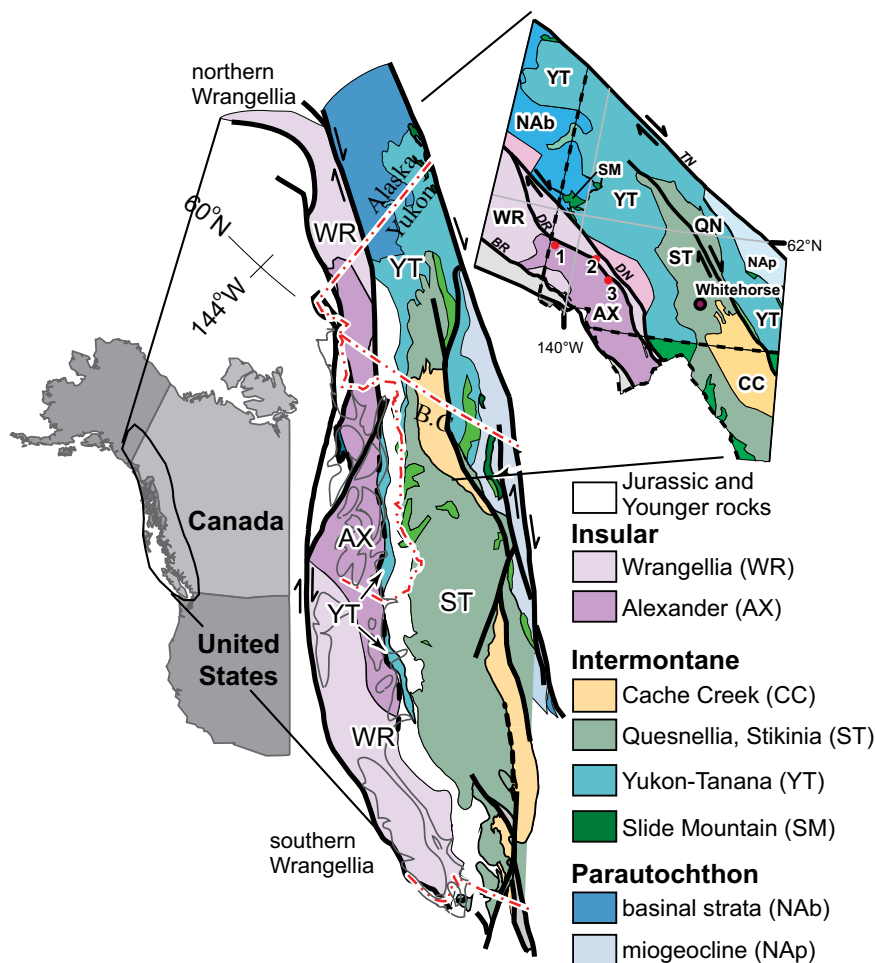 northern
Wrangellia
60°N
144°W
WR
Alaska
Yukon
YT
B.C.
AX
YT
ST
WR
southern
Wrangellia
Canada
United
States
YT
NAb
SM
TN
YT
WR
DR
QN
62°N
BR
1
2
DN
ST
NAp
3
Whitehorse
AX
YT
140°W
CC
Jurassic and
Younger rocks
Insular
Wrangellia (WR)
Alexander (AX)
Intermontane
Cache Creek (CC)
Quesnellia, Stikinia (ST)
Yukon-Tanana (YT)
Slide Mountain (SM)
Parautochthon
basinal strata (NAb)
miogeocline (NAp)